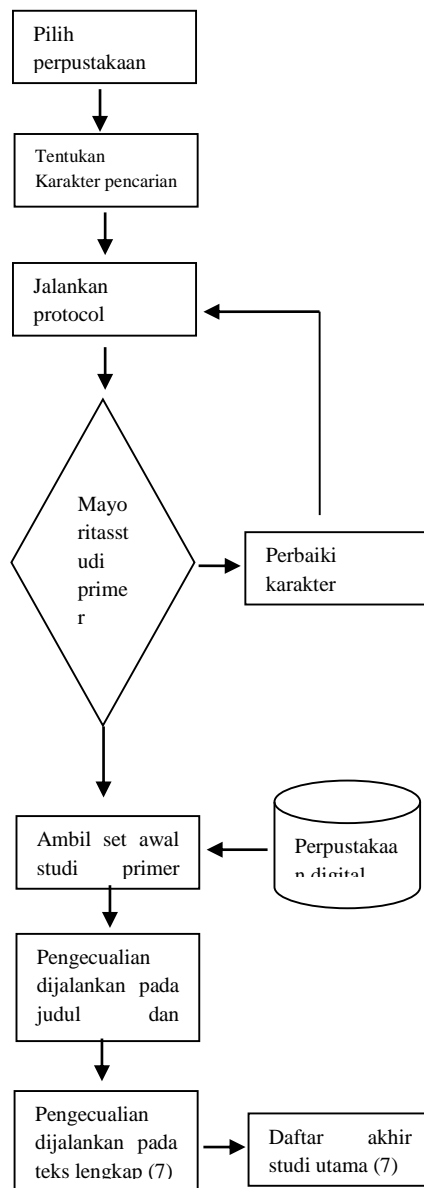 Pilih
perpustakaan
Tentukan
Karakter pencarian
Jalankan
protocol
Mayo
ritasst
udi
prime
r
Perbaiki
karakter
Ambil set awal
studi primer
Perpustakaa
n digital
Pengecualian
dijalankan pada
judul dan
Pengecualian
dijalankan pada
teks lengkap (7)
Daftar akhir
studi utama (7)